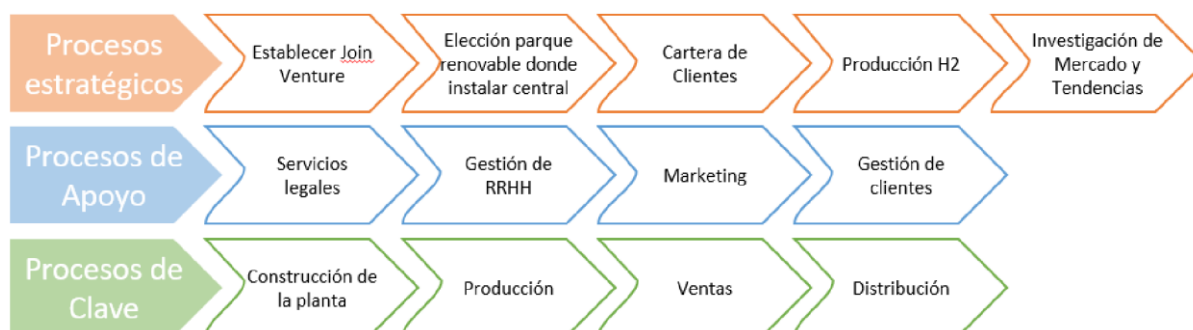 Procesos
estratégicos
Establecer Join
Venture
Elección parque
renovable donde
instalar central
Cartera de
Clientes
Producción H2
Investigación de
Mercado y
Tendencias
Procesos de
Apoyo
Servicios
legales
Gestión de
RRHH
Marketing
Gestión de
clientes
Procesos de
Clave
Construcción de
la planta
Producción
Ventas
Distribución